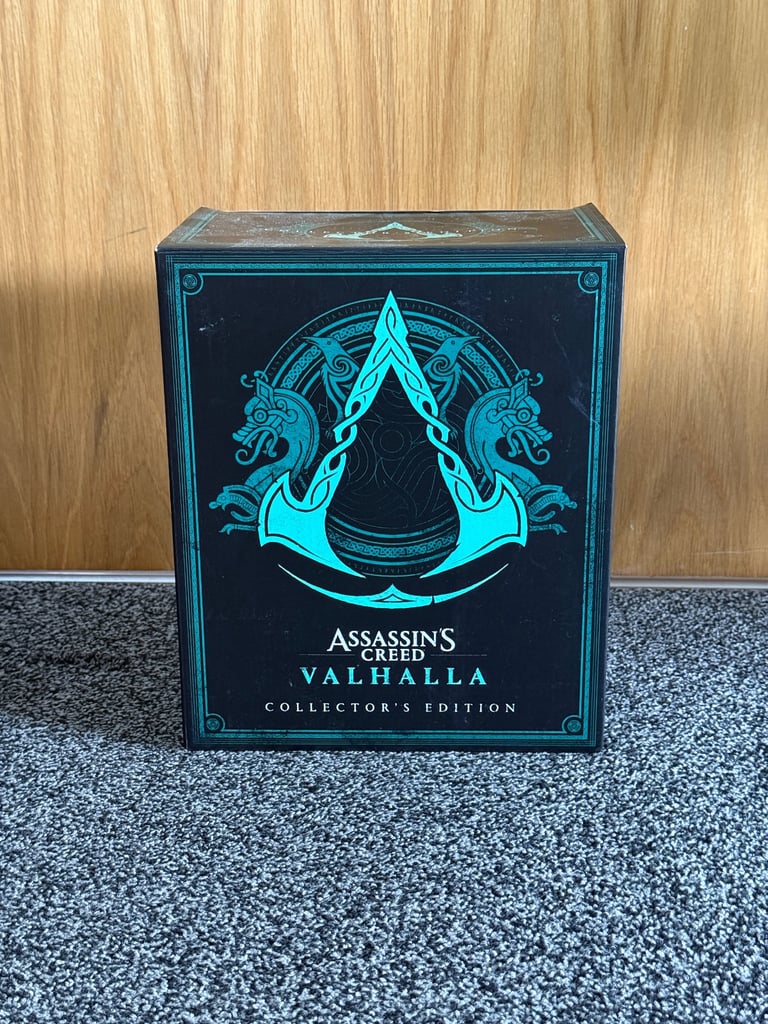 ASSASSIN'S
CREED
VALHALLA
COLLECTOR'S EDITION